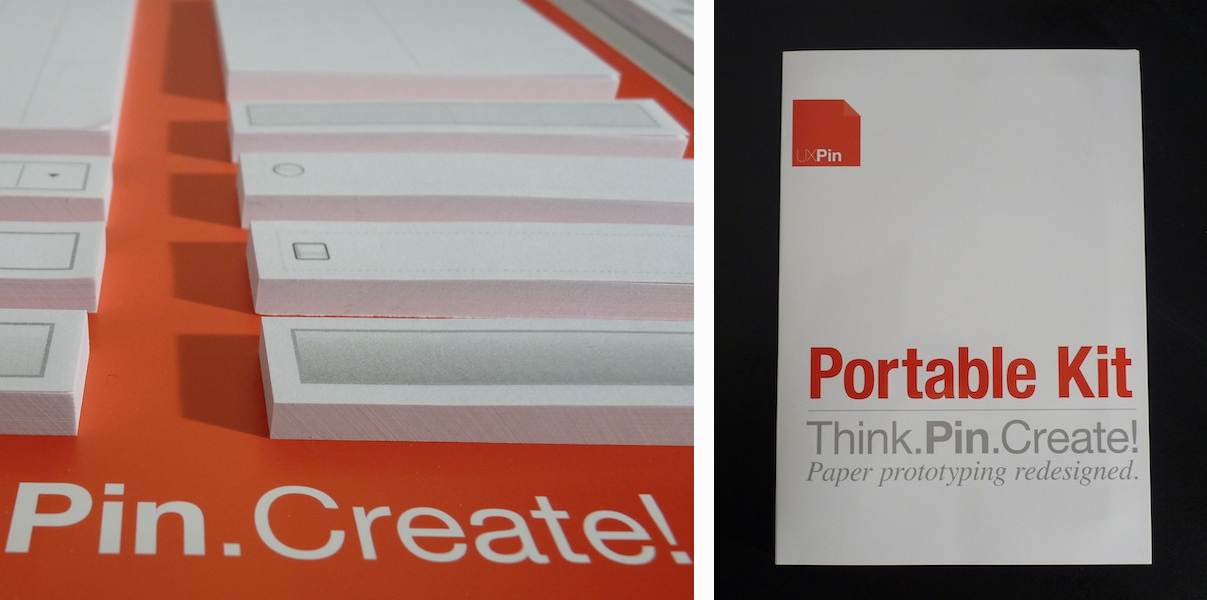 Pin.Create!
UXPin
Portable Kit
Think.Pin.Create!
Paper prototyping redesigned.